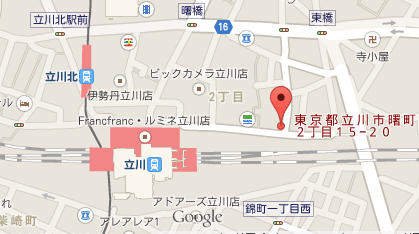 立川北駅前
曙橋
東橋
16
寺小屋
立川北
ビックカメラ立川店
伊勢丹立川店
2丁目
Francfranc・ルミネ立川店
東京都立川市曙町
2丁目15-20
立川
アドアーズ立川店
Google
錦町一丁目西
柴崎町
アレアレア1